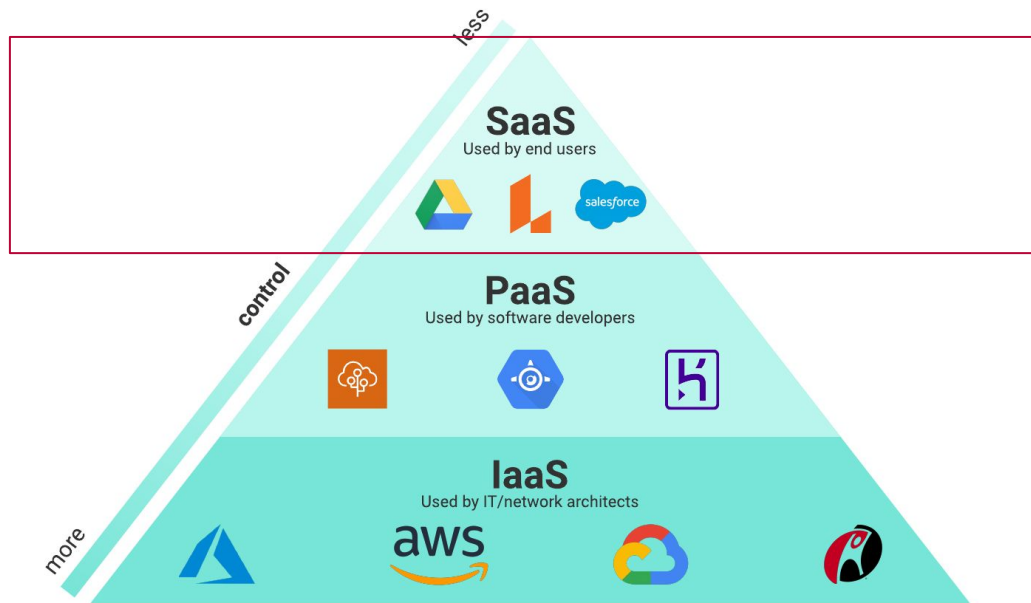 less
SaaS
Used by end users
salesforce
control
PaaS
Used by software developers
IaaS
Used by IT/network architects
more
aws